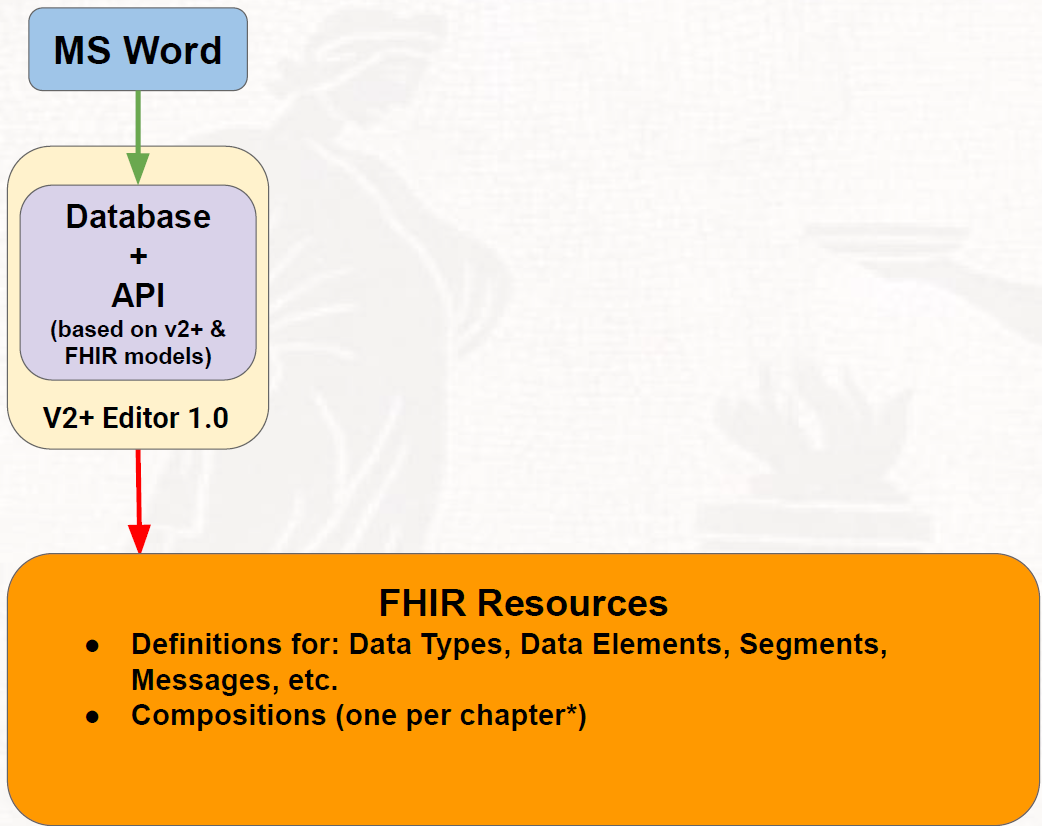 MS Word
Database
+
API
(based on v2+ &
FHIR models)
V2+ Editor 1.0
FHIR Resources
● Definitions for: Data Types, Data Elements, Segments,
Messages, etc.
● Compositions (one per chapter*)